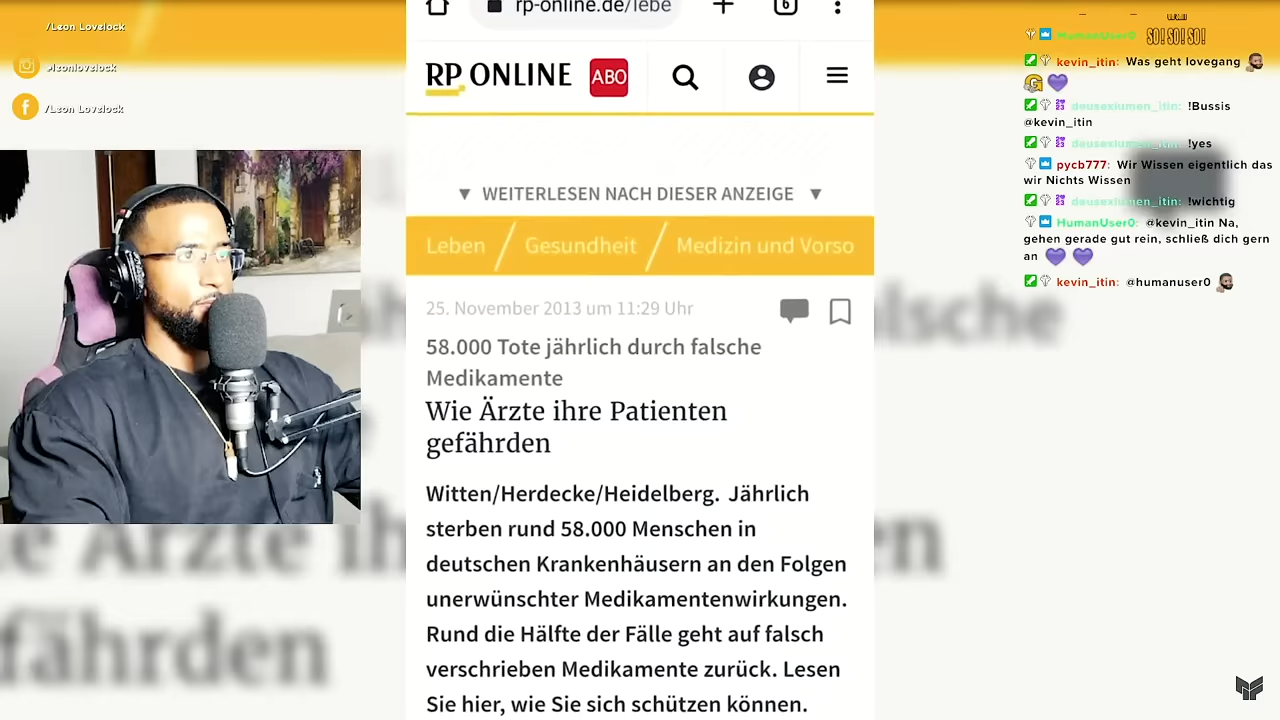 /Leon Lovelock
@leonlovelock
/Leon Lovelock
rp-online.de/lebe
6
RP ONLINE
ABO
▼ WEITERLESEN NACH DIESER ANZEIGE ▼
Leben / Gesundheit / Medizin und Vorso
25. November 2013 um 11:29 Uhr
58.000 Tote jährlich durch falsche
Medikamente
Wie Ärzte ihre Patienten
gefährden
Witten/Herdecke/Heidelberg. Jährlich
sterben rund 58.000 Menschen in
deutschen Krankenhäusern an den Folgen
unerwünschter Medikamentenwirkungen.
Rund die Hälfte der Fälle geht auf falsch
verschrieben Medikamente zurück. Lesen
Sie hier, wie Sie sich schützen können.
HumanUser0 SO! SO! SO!
kevin_itin: Was geht lovegang
deusexlumen_itin: !Bussis
@kevin_itin
deusexlumen_itin: !yes
pycb777: Wir Wissen eigentlich das
wir Nichts Wissen
deusexlumen_itin: !wichtig
HumanUser0: @kevin_itin Na,
gehen gerade gut rein, schließ dich gern
an
kevin_itin: @humanuser0